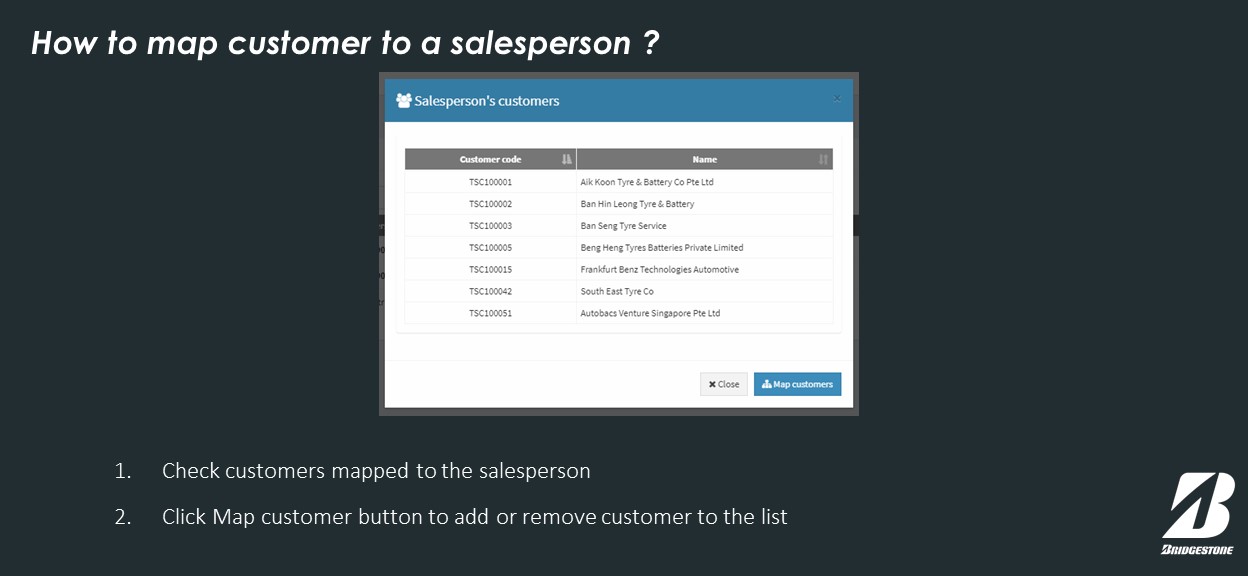 How to map customer to a salesperson ?
Salesperson's customers
Customer code Name
TSC100001 Aik Koon Tyre & Battery Co Pte Ltd
TSC100002 Ban Hin Leong Tyre & Battery
TSC100003 Ban Seng Tyre Service
TSC100005 Beng Heng Tyres Batteries Private Limited
TSC100015 Frankfurt Benz Technologies Automotive
TSC100042 South East Tyre Co
TSC100051 Autobacs Venture Singapore Pte Ltd
Close Map customers
1. Check customers mapped to the salesperson
2. Click Map customer button to add or remove customer to the list
BRIDGESTONE